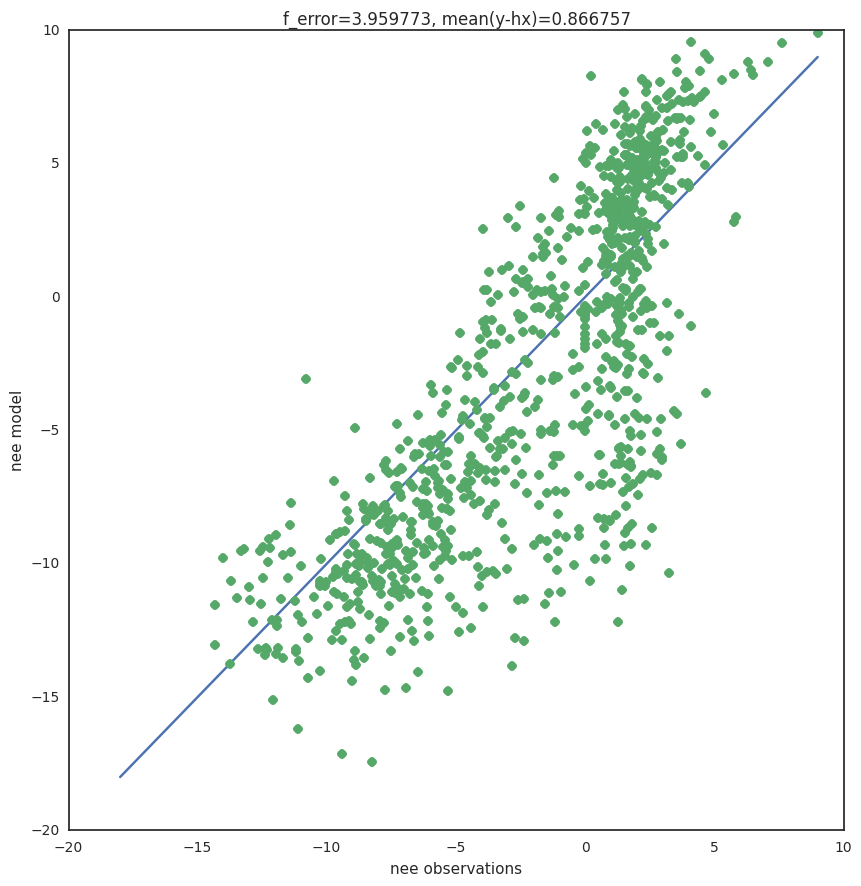 f_error=3.959773, mean(y-hx)=0.866757
10
5
0
−5
−10
−15
−20
nee model
−20 −15 −10 −5 0 5 10
nee observations